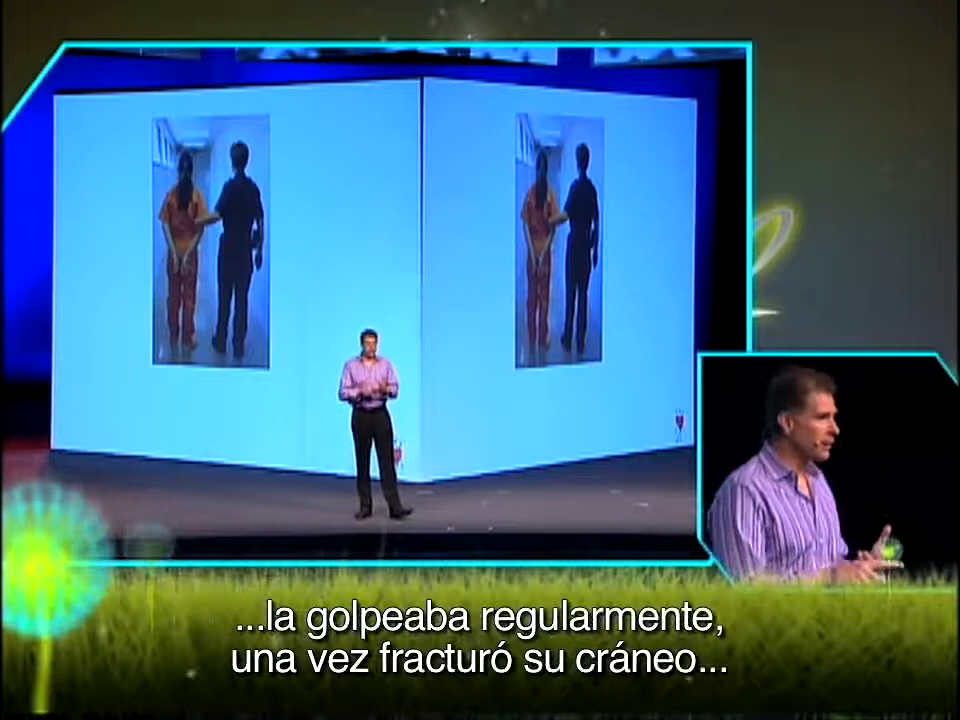 ...la golpeaba regularmente,
una vez fracturó su cráneo...